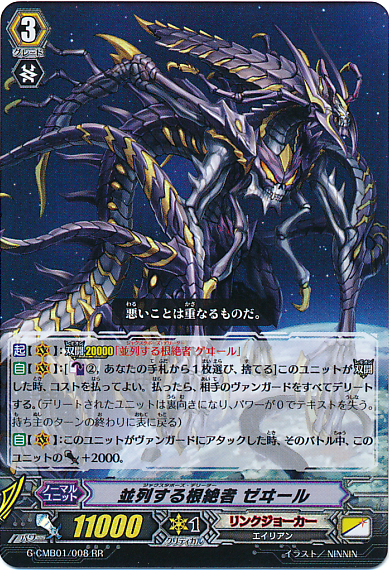 3
グレード
悪いことは重なるものだ。
わる
かさ
起【 】:双闘20000「並列する根絶者 グヰール」
自【 】:[ ②, あなたの手札から1枚選び、捨てる]このユニットが双闘
した時、コストを払ってよい。払ったら、相手のヴァンガードをすべてデリート
する。(デリートされたユニットは裏向きになり、パワーが0でテキストを失う。
持ち主のターンの終わりに表に戻る)
自【 】:このユニットがヴァンガードにアタックした時、そのバトル中、このユ
ニットの +2000。
ノーマル
ユニット
ジャクスタポーズ・デリーター
並列する根絶者 ゼヰール
パワー
11000
1
クリティカル
リンクジョーカー
エイリアン
G-CMB01/008 RR
イラスト / NINNIN